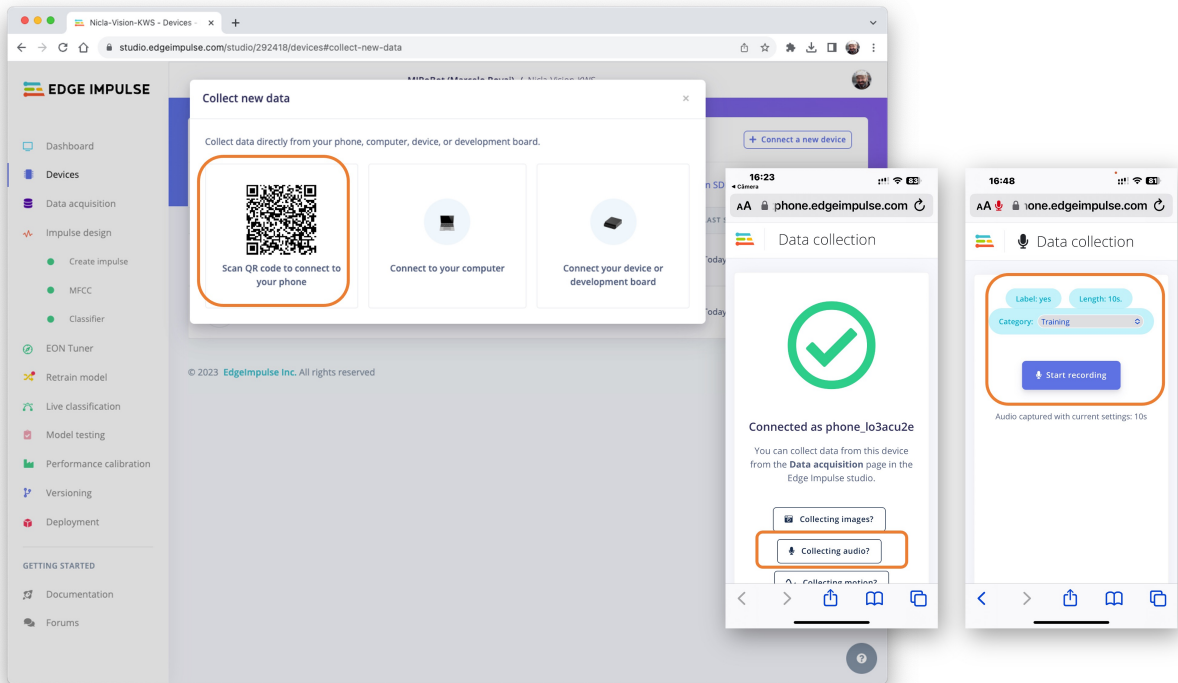 Nicla-Vision-KWS - Devices -
studio.edgeimpulse.com/studio/292418/devices#collect-new-data
EDGE IMPULSE
Dashboard
Devices
Data acquisition
Impulse design
Create impulse
MFCC
Classifier
EON Tuner
Retrain model
Live classification
Model testing
Performance calibration
Versioning
Deployment
GETTING STARTED
Documentation
Forums
Collect new data
Collect data directly from your phone, computer, device, or development board.
Scan QR code to connect to
your phone
Connect to your computer
Connect your device or
development board
+ Connect a new device
© 2023 EdgeImpulse Inc. All rights reserved
16:23
Câmera
83
AA phone.edgeimpulse.com
Data collection
Connected as phone_lo3acu2e
You can collect data from this device
from the Data acquisition page in the
Edge Impulse studio.
Collecting images?
Collecting audio?
Collecting motion?
16:48
81
AA one.edgeimpulse.com
Data collection
Label: yes Length: 10s.
Category: Training
Start recording
Audio captured with current settings: 10s